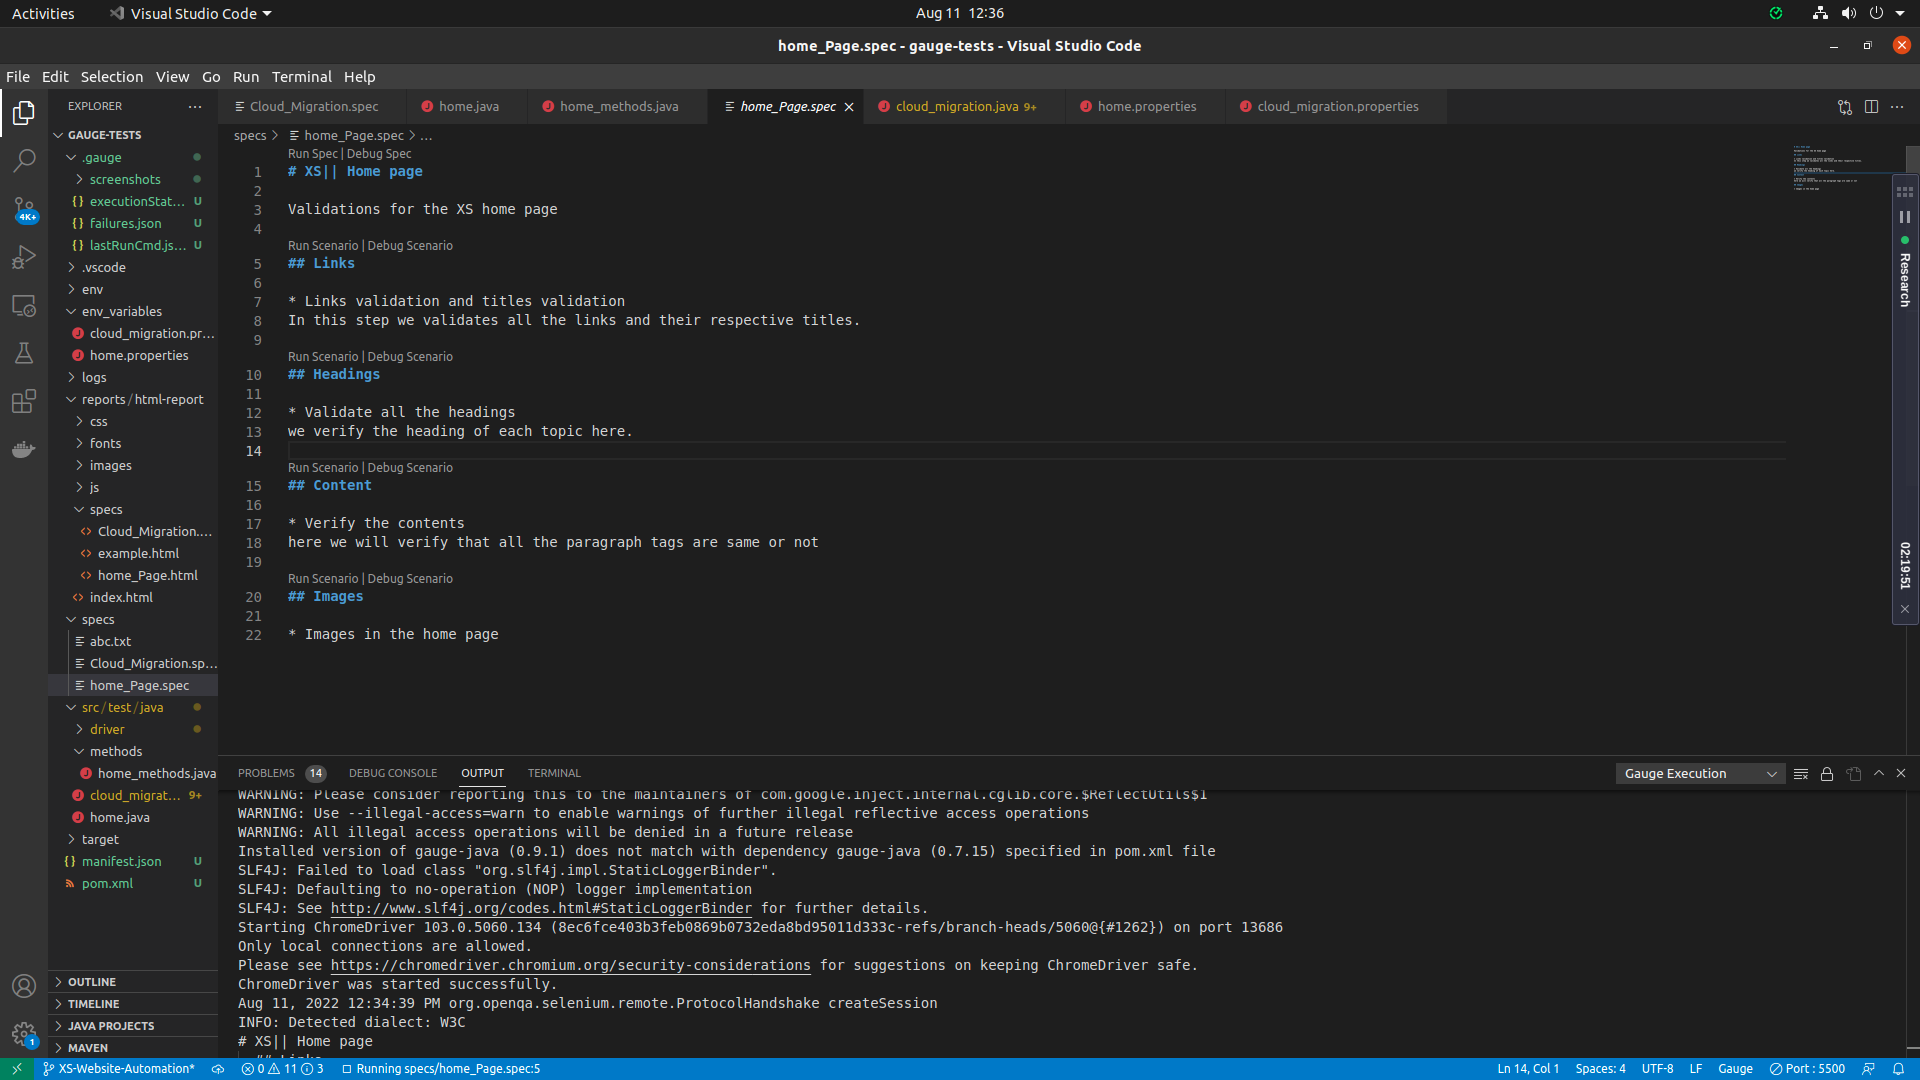 Activities
Visual Studio Code
Aug 11 12:36
home_Page.spec - gauge-tests - Visual Studio Code
File Edit Selection View Go Run Terminal Help
EXPLORER
Cloud_Migration.spec
home.java
home_methods.java
home_Page.spec
cloud_migration.java 9+
home.properties
cloud_migration.properties
GAUGE-TESTS
.gauge
screenshots
executionStat... U
failures.json U
lastRunCmd.js... U
.vscode
env
env_variables
cloud_migration.pr...
home.properties
logs
reports/html-report
css
fonts
images
js
specs
Cloud_Migration....
example.html
home_Page.html
index.html
specs
abc.txt
Cloud_Migration.sp...
home_Page.spec
src/test/java
driver
methods
home_methods.java
cloud_migrat... 9+
home.java
target
manifest.json U
pom.xml U
OUTLINE
TIMELINE
JAVA PROJECTS
MAVEN
4K+
1
specs > home_Page.spec > ...
Run Spec | Debug Spec
1 # XS|| Home page
2
3 Validations for the XS home page
4
Run Scenario | Debug Scenario
5 ## Links
6
7 * Links validation and titles validation
8 In this step we validates all the links and their respective titles.
9
Run Scenario | Debug Scenario
10 ## Headings
11
12 * Validate all the headings
13 we verify the heading of each topic here.
14
Run Scenario | Debug Scenario
15 ## Content
16
17 * Verify the contents
18 here we will verify that all the paragraph tags are same or not
19
Run Scenario | Debug Scenario
20 ## Images
21
22 * Images in the home page
Research
02:19:51
PROBLEMS 14 DEBUG CONSOLE OUTPUT TERMINAL
Gauge Execution
WARNING: Please consider reporting this to the maintainers of com.google.inject.internal.cglib.core.$ReflectUtils$1
WARNING: Use --illegal-access=warn to enable warnings of further illegal reflective access operations
WARNING: All illegal access operations will be denied in a future release
Installed version of gauge-java (0.9.1) does not match with dependency gauge-java (0.7.15) specified in pom.xml file
SLF4J: Failed to load class "org.slf4j.impl.StaticLoggerBinder".
SLF4J: Defaulting to no-operation (NOP) logger implementation
SLF4J: See http://www.slf4j.org/codes.html#StaticLoggerBinder for further details.
Starting ChromeDriver 103.0.5060.134 (8ec6fce403b3feb0869b0732eda8bd95011d333c-refs/branch-heads/5060@{#1262}) on port 13686
Only local connections are allowed.
Please see https://chromedriver.chromium.org/security-considerations for suggestions on keeping ChromeDriver safe.
ChromeDriver was started successfully.
Aug 11, 2022 12:34:39 PM org.openqa.selenium.remote.ProtocolHandshake createSession
INFO: Detected dialect: W3C
# XS|| Home page
## Links
XS-Website-Automation* 0 11 3 Running specs/home_Page.spec:5
Ln 14, Col 1 Spaces: 4 UTF-8 LF Gauge Port : 5500